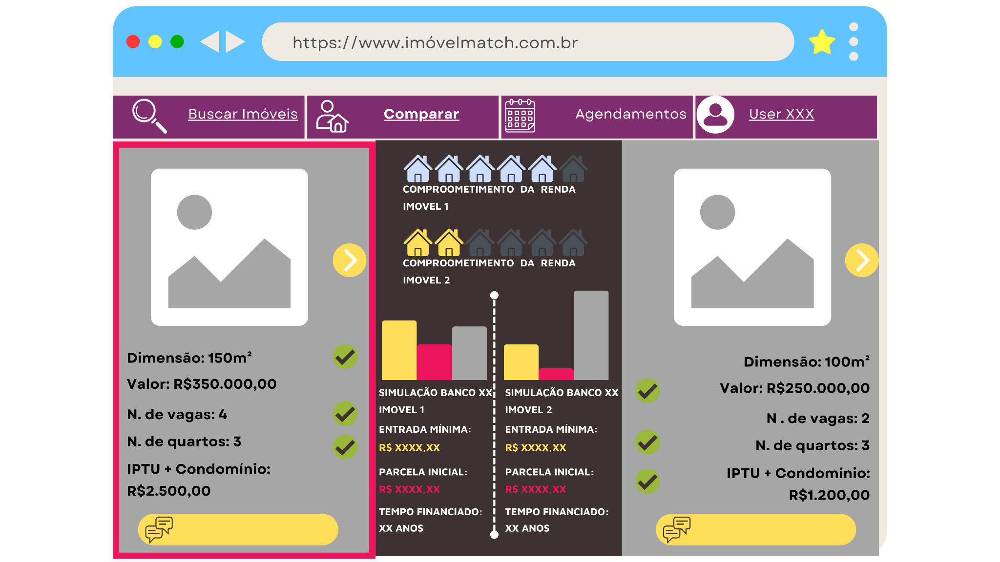 https://www.imóvelmatch.com.br
Buscar Imóveis
Comparar
Agendamentos
User XXX
Dimensão: 150m²
Valor: R$350.000,00
N. de vagas: 4
N. de quartos: 3
IPTU + Condomínio:
R$2.500,00
COMPROOMETIMENTO DA RENDA
IMOVEL 1
COMPROOMETIMENTO DA RENDA
IMOVEL 2
SIMULAÇÃO BANCO XX
IMOVEL 1
ENTRADA MÍNIMA:
R$ XXXX,XX
PARCELA INICIAL:
R$ XXXX,XX
TEMPO FINANCIADO:
XX ANOS
SIMULAÇÃO BANCO XX
IMOVEL 2
ENTRADA MÍNIMA:
R$ XXXX,XX
PARCELA INICIAL:
R$ XXXX,XX
TEMPO FINANCIADO:
XX ANOS
Dimensão: 100m²
Valor: R$250.000,00
N . de vagas: 2
N. de quartos: 3
IPTU + Condomínio:
R$1.200,00